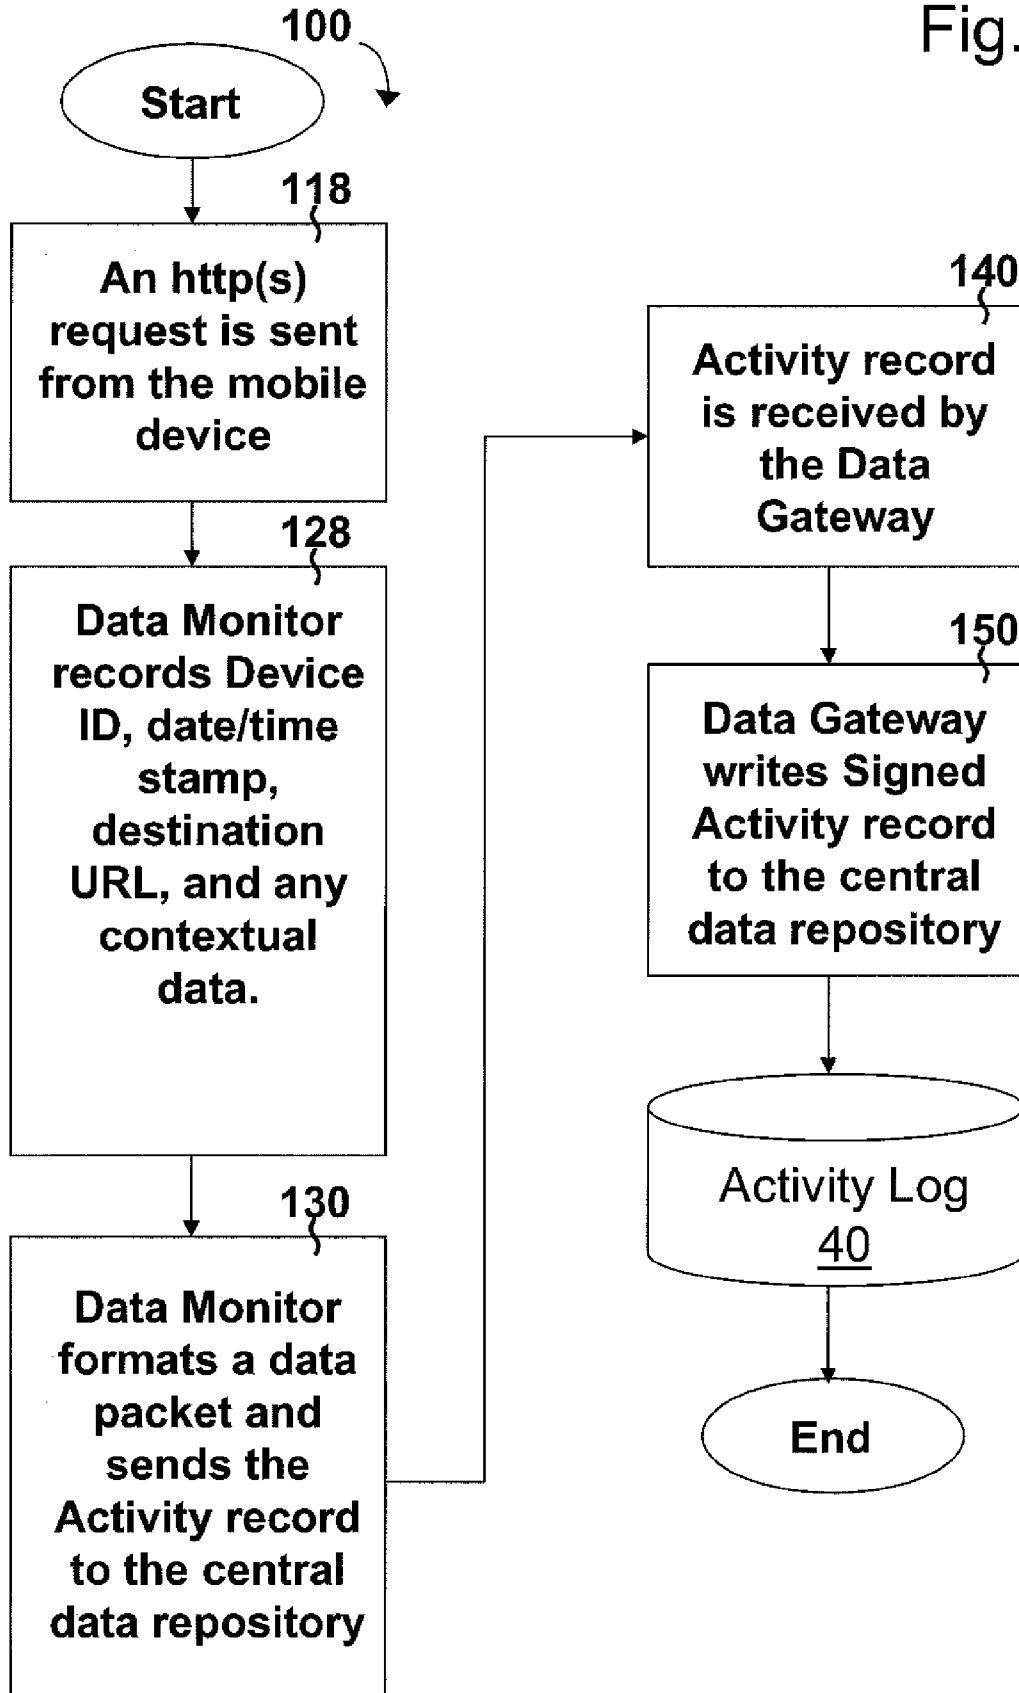 Fig.
100
Start
118
An http(s)
request is sent
from the mobile
device
128
Data Monitor
records Device
ID, date/time
stamp,
destination
URL, and any
contextual
data.
130
Data Monitor
formats a data
packet and
sends the
Activity record
to the central
data repository
140
Activity record
is received by
the Data
Gateway
150
Data Gateway
writes Signed
Activity record
to the central
data repository
Activity Log
40
End